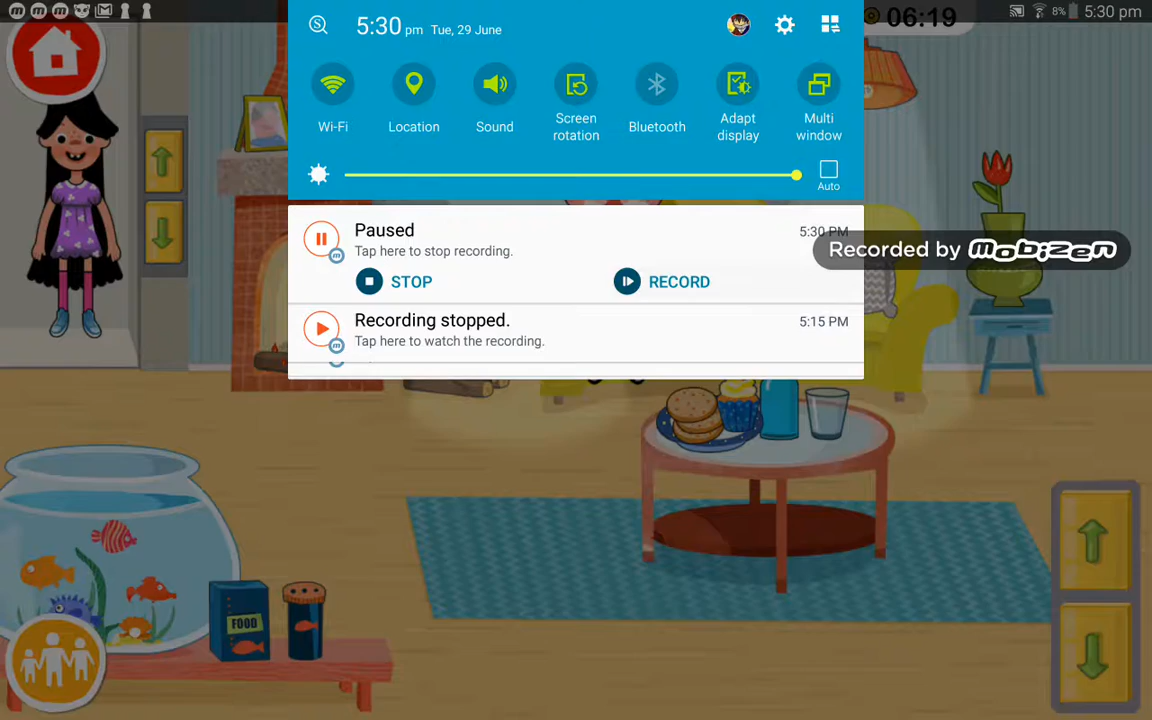 06:19
8% 5:30 pm
5:30 pm Tue, 29 June
Wi-Fi
Location
Sound
Screen
rotation
Bluetooth
Adapt
display
Multi
window
Auto
Paused
5:30 PM
Tap here to stop recording.
Recorded by mobizen
STOP
RECORD
Recording stopped.
5:15 PM
Tap here to watch the recording.
FOOD